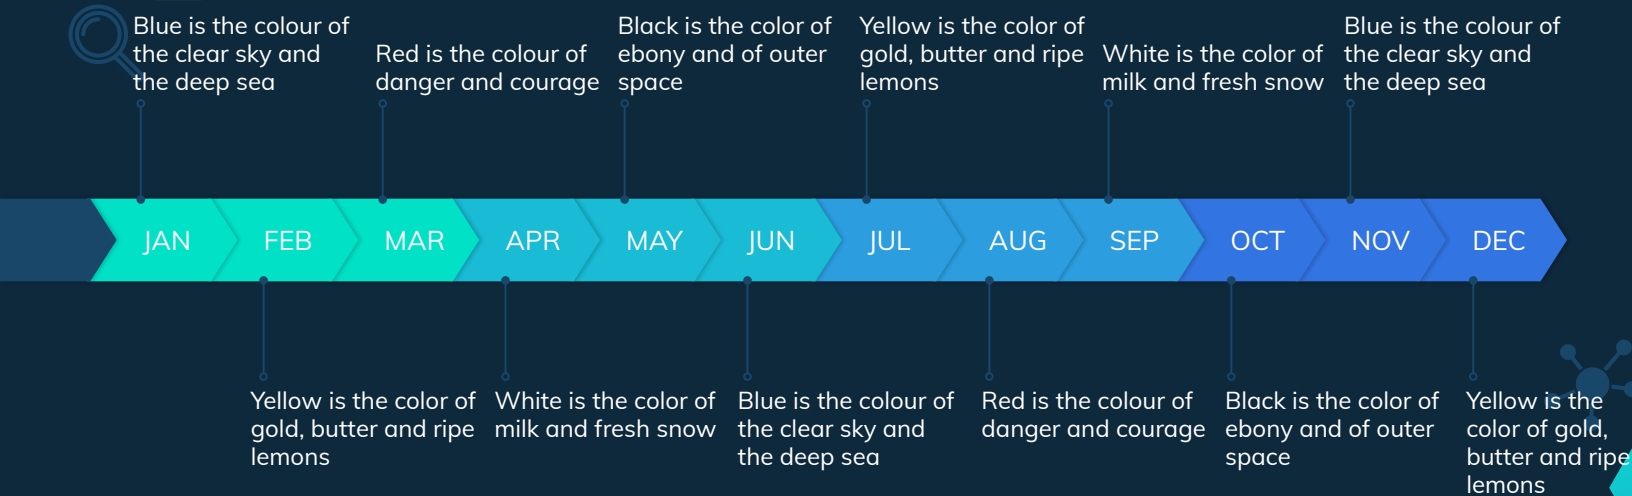 Blue is the colour of
the clear sky and
the deep sea
Red is the colour of
danger and courage
Black is the color of
ebony and of outer
space
Yellow is the color of
gold, butter and ripe
lemons
White is the color of
milk and fresh snow
Blue is the colour of
the clear sky and
the deep sea
JAN
FEB
MAR
APR
MAY
JUN
JUL
AUG
SEP
OCT
NOV
DEC
Yellow is the color of
gold, butter and ripe
lemons
White is the color of
milk and fresh snow
Blue is the colour of
the clear sky and
the deep sea
Red is the colour of
danger and courage
Black is the color of
ebony and of outer
space
Yellow is the
color of gold,
butter and ripe
lemons